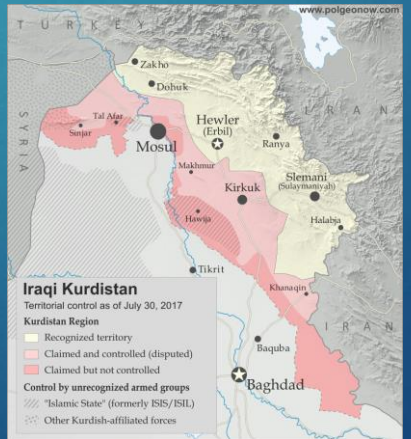 www.polgeonow.com
TURKEY
IRAN
SYRIA
Zakho
Dohuk
Hewler
(Erbil)
Ranya
Tal Afar
Sinjar
Mosul
Makhmur
Kirkuk
Slemani
(Sulaymaniyah)
Halabja
Hawija
Tikrit
Khanaqin
IRAN
Baquba
Baghdad
Iraqi Kurdistan
Territorial control as of July 30, 2017
Kurdistan Region
Recognized territory
Claimed and controlled (disputed)
Claimed but not controlled
Control by unrecognized armed groups
"Islamic State" (formerly ISIS/ISIL)
Other Kurdish-affiliated forces